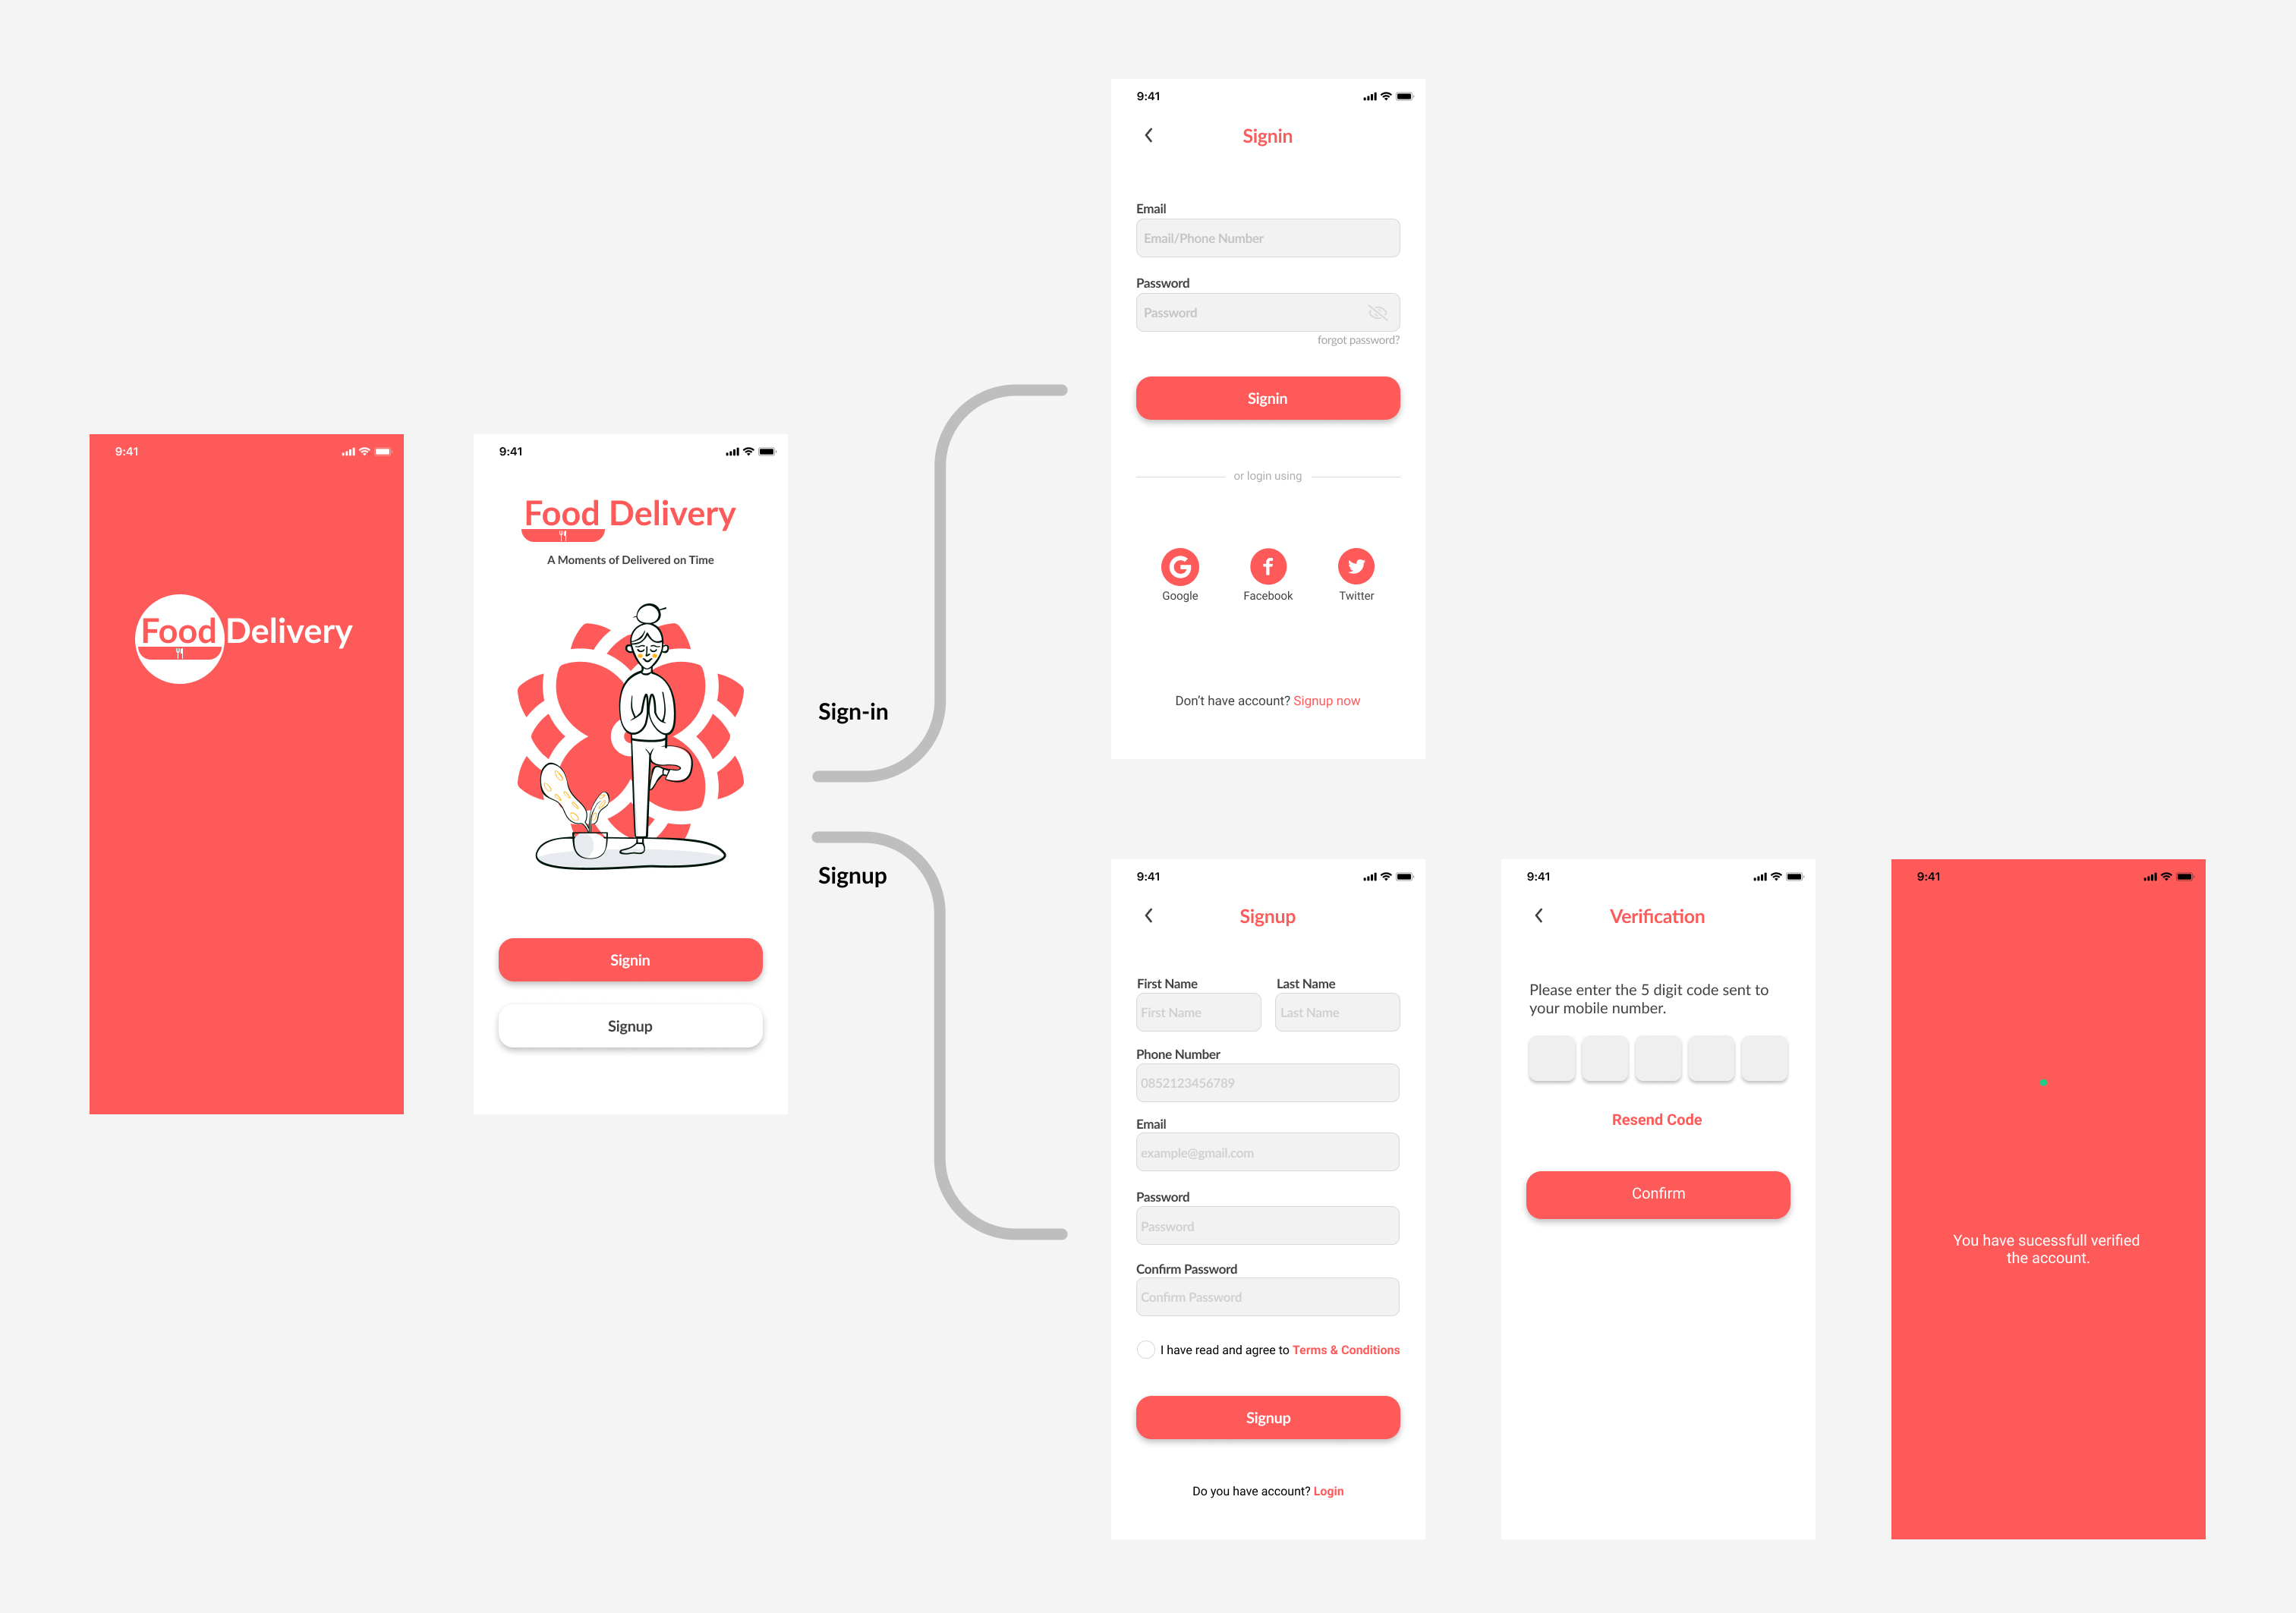 9:41
Food Delivery
9:41
Food Delivery
A Moments of Delivered on Time
Signin
Signup
Sign-in
Signup
9:41
Signin
Email
Email/Phone Number
Password
Password
forgot password?
Signin
or login using
Google Facebook Twitter
Don't have account? Signup now
9:41
Signup
First Name Last Name
First Name Last Name
Phone Number
0852123456789
Email
example@gmail.com
Password
Password
Confirm Password
Confirm Password
I have read and agree to Terms & Conditions
Signup
Do you have account? Login
9:41
Verification
Please enter the 5 digit code sent to
your mobile number.
Resend Code
Confirm
9:41
You have sucessfull verified
the account.